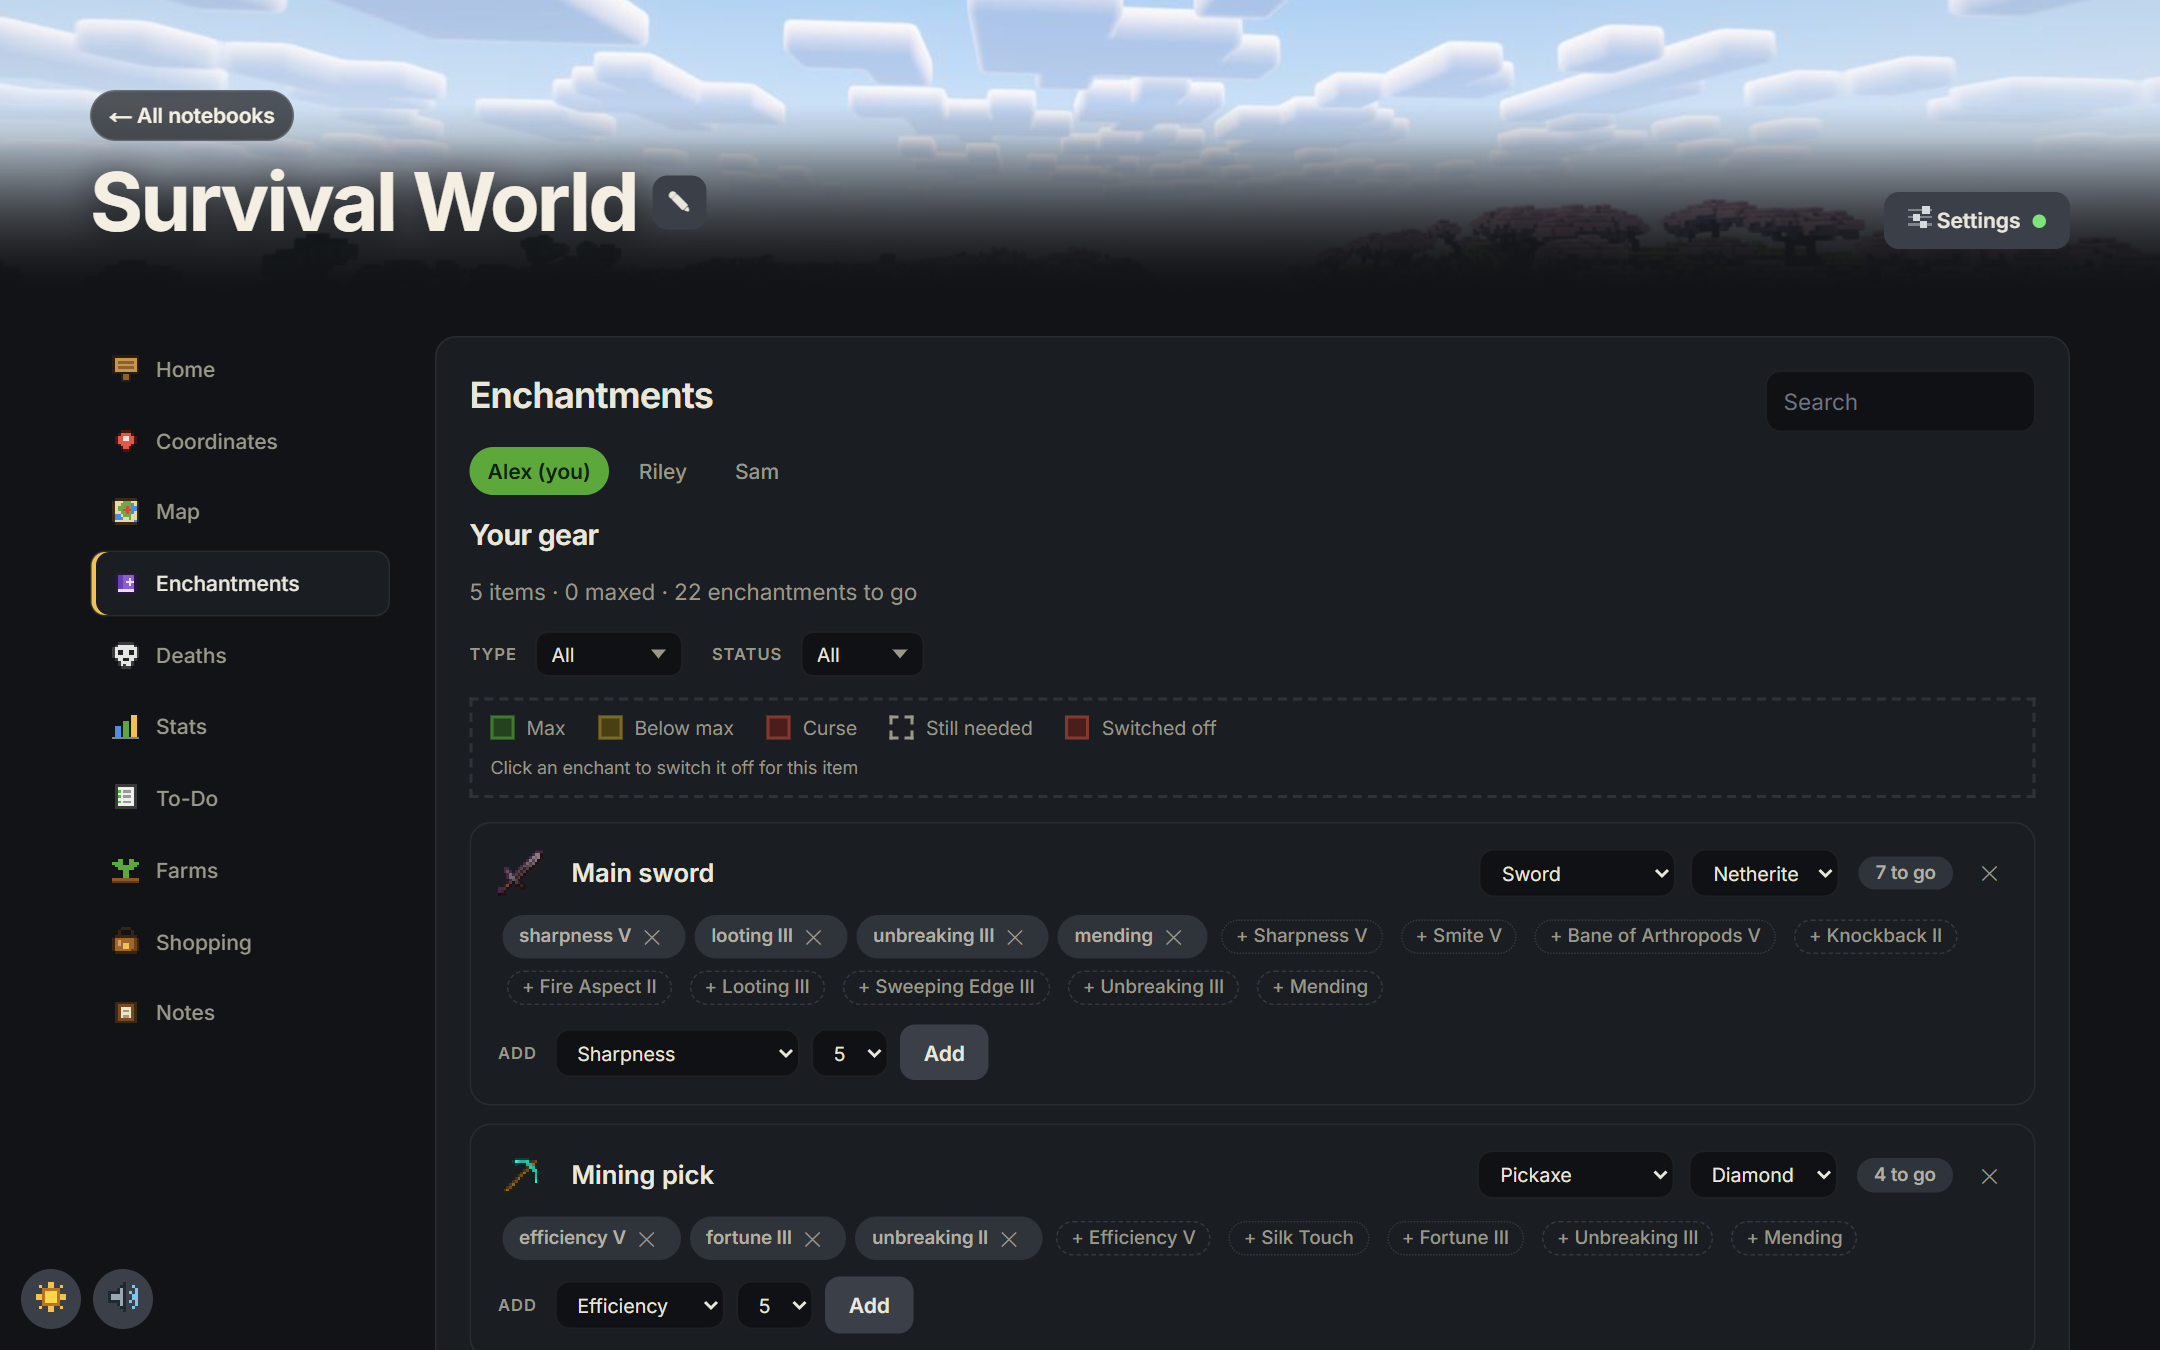 ← All notebooks
Survival World
Settings
Home
Coordinates
Map
Enchantments
Deaths
Stats
To-Do
Farms
Shopping
Notes
Enchantments
Search
Alex (you) Riley Sam
Your gear
5 items · 0 maxed · 22 enchantments to go
TYPE All STATUS All
Max Below max Curse Still needed Switched off
Click an enchant to switch it off for this item
Main sword Sword Netherite 7 to go
sharpness V looting III unbreaking III mending + Sharpness V + Smite V + Bane of Arthropods V + Knockback II
+ Fire Aspect II + Looting III + Sweeping Edge III + Unbreaking III + Mending
ADD Sharpness 5 Add
Mining pick Pickaxe Diamond 4 to go
efficiency V fortune III unbreaking II + Efficiency V + Silk Touch + Fortune III + Unbreaking III + Mending
ADD Efficiency 5 Add